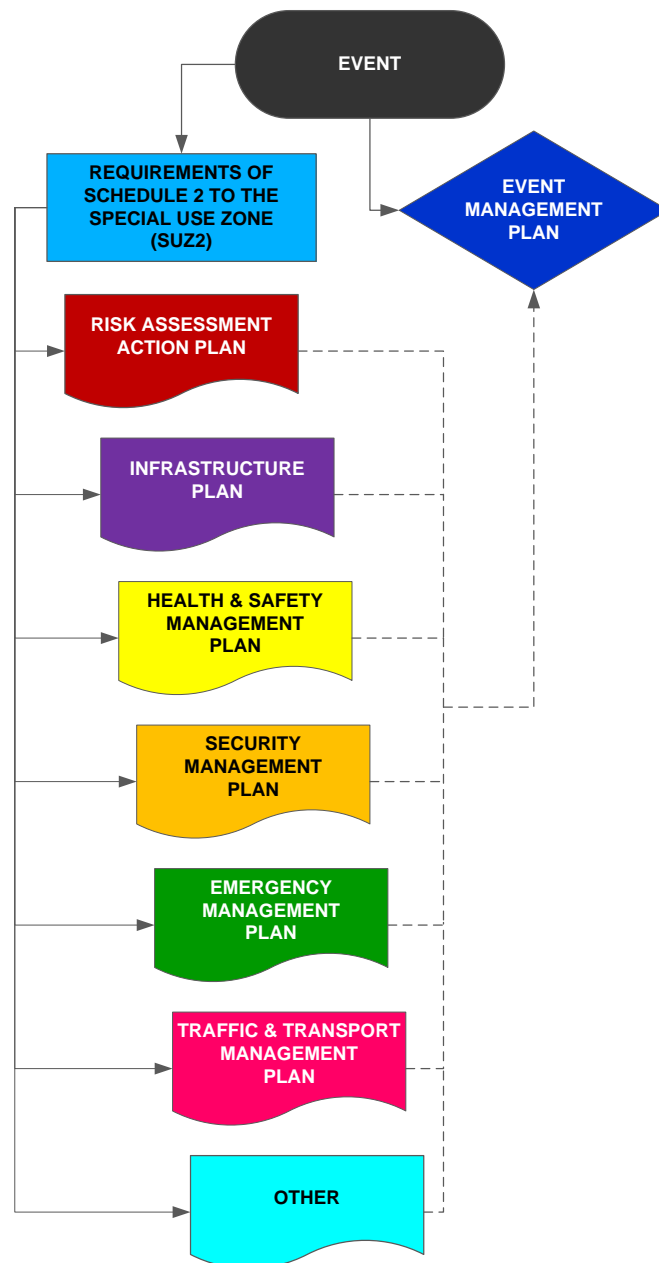 EVENT
REQUIREMENTS OF
SCHEDULE 2 TO THE
SPECIAL USE ZONE
(SUZ2)
EVENT
MANAGEMENT
PLAN
RISK ASSESSMENT
ACTION PLAN
INFRASTRUCTURE
PLAN
HEALTH & SAFETY
MANAGEMENT
PLAN
SECURITY
MANAGEMENT
PLAN
EMERGENCY
MANAGEMENT
PLAN
TRAFFIC & TRANSPORT
MANAGEMENT
PLAN
OTHER